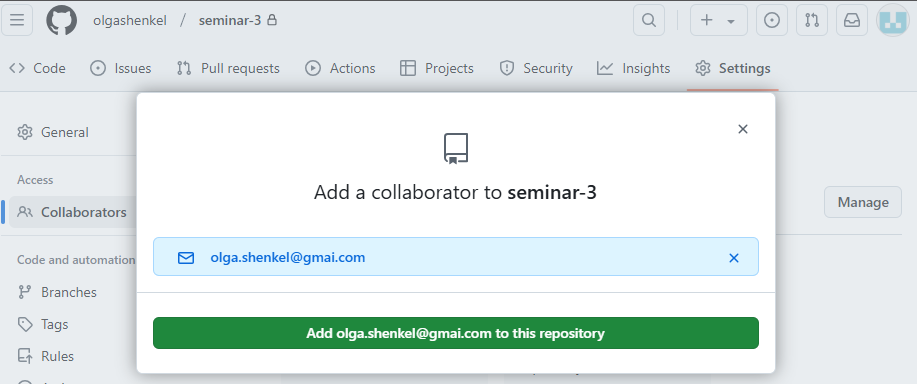 olgashenkel / seminar-3
Code Issues Pull requests Actions Projects Security Insights Settings
General
Access
Collaborators
Code and automation
Branches
Tags
Rules
Add a collaborator to seminar-3
olga.shenkel@gmai.com
Add olga.shenkel@gmai.com to this repository
Manage